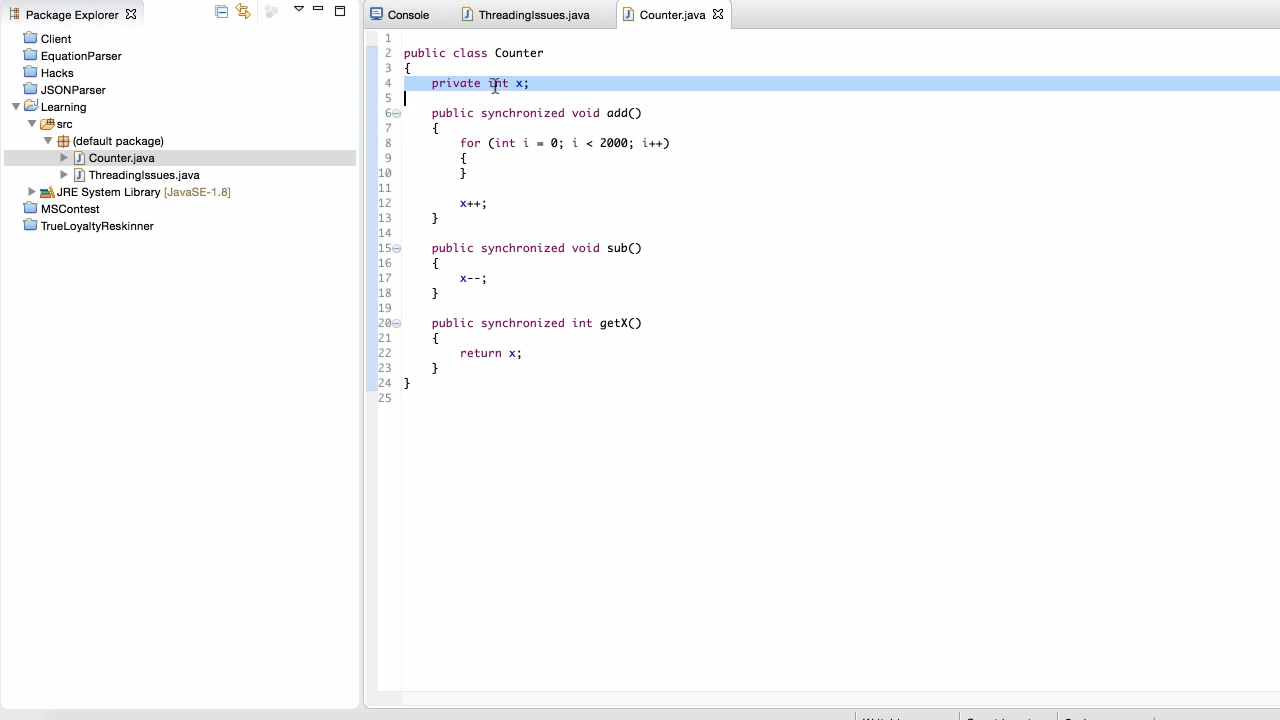 Package Explorer
Console
ThreadingIssues.java
Counter.java
Client
EquationParser
Hacks
JSONParser
Learning
src
(default package)
Counter.java
ThreadingIssues.java
JRE System Library [JavaSE-1.8]
MSContest
TrueLoyaltyReskinner
1
2 public class Counter
3 {
4 private int x;
5
6 public synchronized void add()
7 {
8 for (int i = 0; i < 2000; i++)
9 {
10 }
11
12 x++;
13 }
14
15 public synchronized void sub()
16 {
17 x--;
18 }
19
20 public synchronized int getX()
21 {
22 return x;
23 }
24 }
25